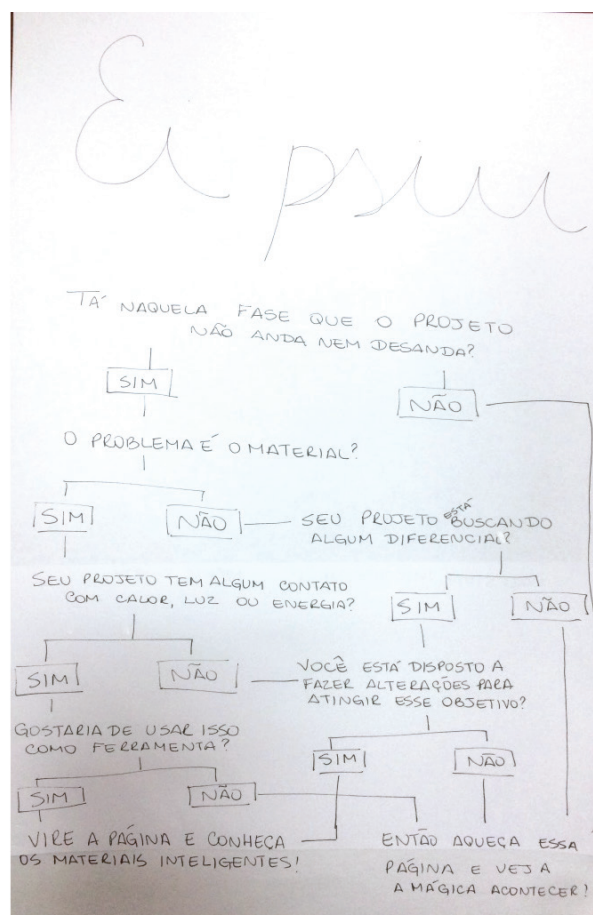 Ei psiu
TÁ NAQUELA FASE QUE O PROJETO
NÃO ANDA NEM DESANDA?
SIM
NÃO
O PROBLEMA É O MATERIAL?
SIM
NÃO
SEU PROJETO ESTÁ BUSCANDO
ALGUM DIFERENCIAL?
SEU PROJETO TEM ALGUM CONTATO
COM CALOR, LUZ OU ENERGIA?
SIM
NÃO
SIM
NÃO
VOCÊ ESTÁ DISPOSTO A
FAZER ALTERAÇÕES PARA
ATINGIR ESSE OBJETIVO?
GOSTARIA DE USAR ISSO
COMO FERRAMENTA?
SIM
NÃO
SIM
NÃO
VIRE A PÁGINA E CONHEÇA
OS MATERIAIS INTELIGENTES!
ENTÃO AQUEÇA ESSA
PÁGINA E VEJA
A MÁGICA ACONTECER!